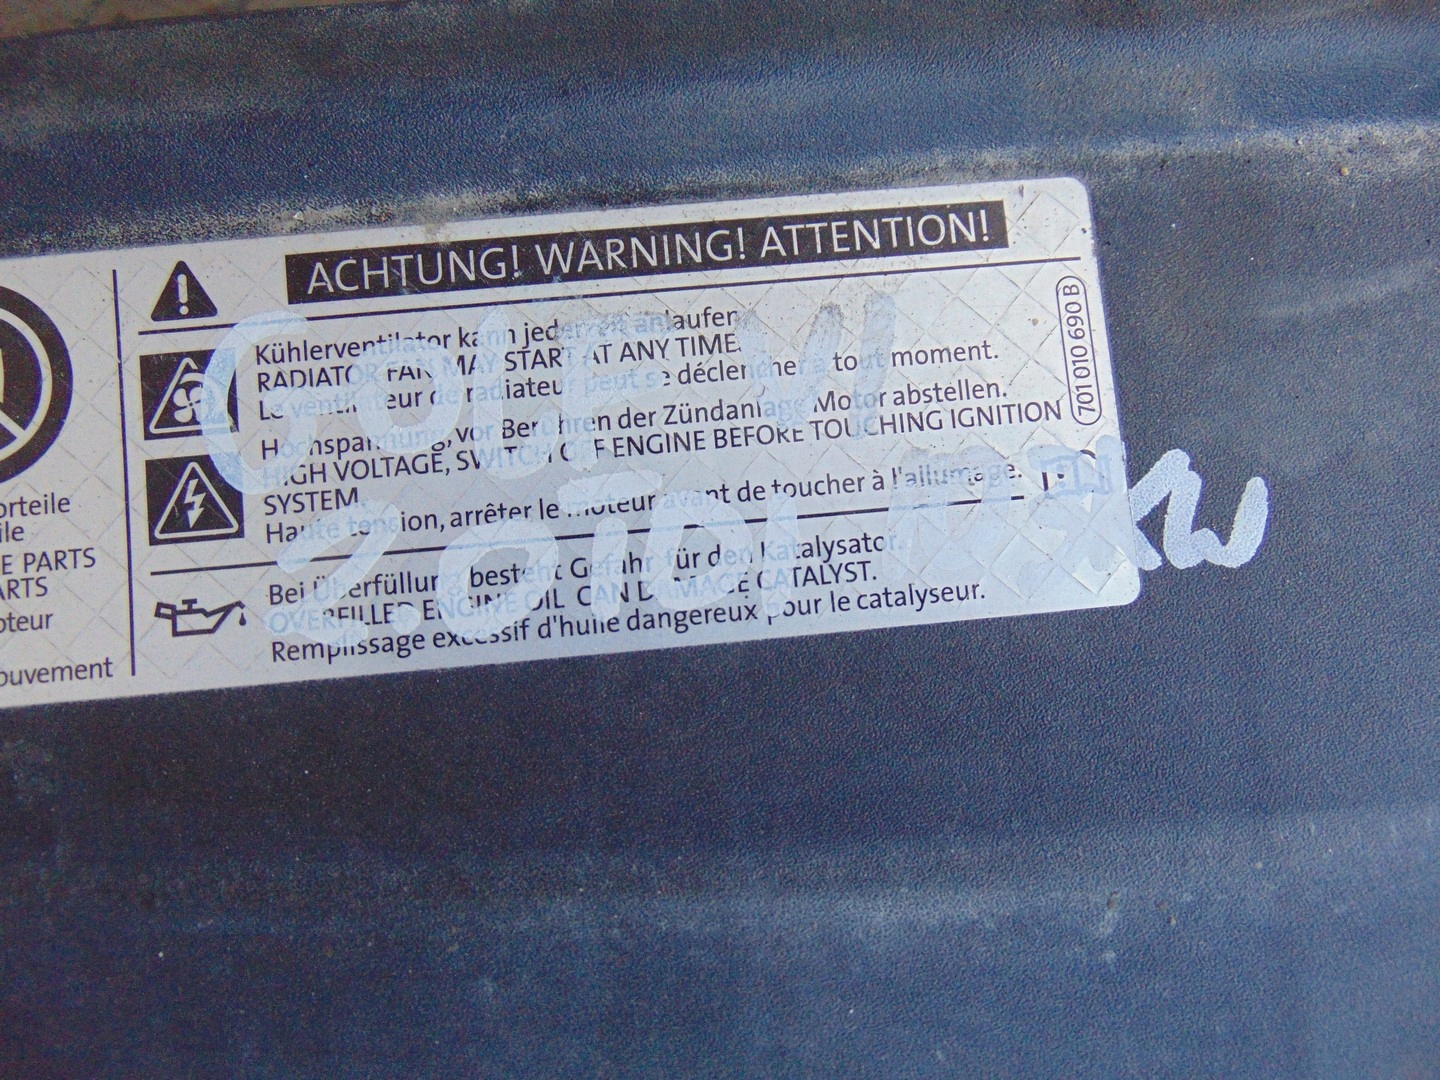 ACHTUNG! WARNING! ATTENTION!
Kühlerventilator kann jederzeit anlaufen
RADIATOR FAN MAY START AT ANY TIME.
Le ventilateur de radiateur peut se déclencher à tout moment.
Hochspannung, vor Berühren der Zündanlage Motor abstellen.
HIGH VOLTAGE, SWITCH OFF ENGINE BEFORE TOUCHING IGNITION
SYSTEM.
Haute tension, arrêter le moteur avant de toucher à l'allumage.
Bei Überfüllung besteht Gefahr für den Katalysator.
OVERFILLED ENGINE OIL CAN DAMAGE CATALYST.
Remplissage excessif d'huile dangereux pour le catalyseur.
701 010 690 B
orteile
ile
E PARTS
ARTS
oteur
ouvement
GOLF VI
2.0 TDI KW